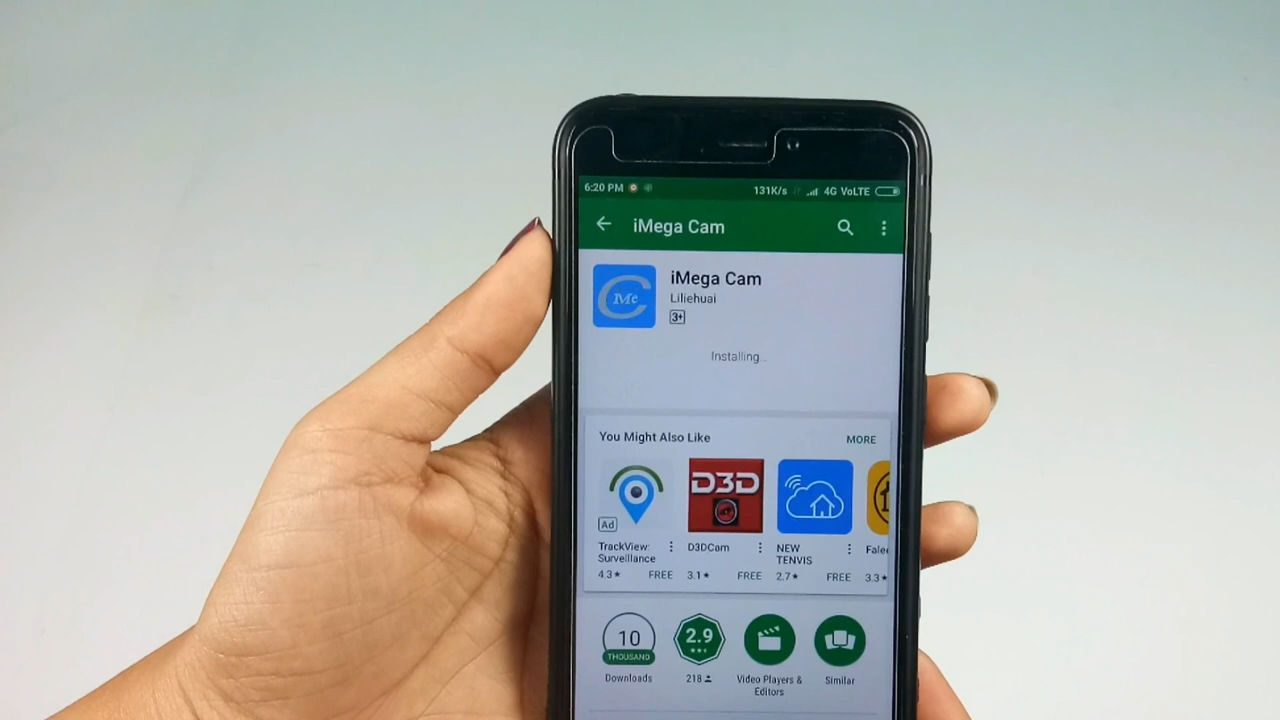 6:20 PM 131K/s 4G VoLTE
iMega Cam
iMc
iMega Cam
Liliehuai
3+
Installing...
You Might Also Like MORE
D3D
Ad
TrackView: Surveillance
4.3★ FREE
D3DCam
3.1★ FREE
NEW TENVIS
2.7★ FREE
3.3★
10 THOUSAND
Downloads
2.9
218
Video Players & Editors
Similar